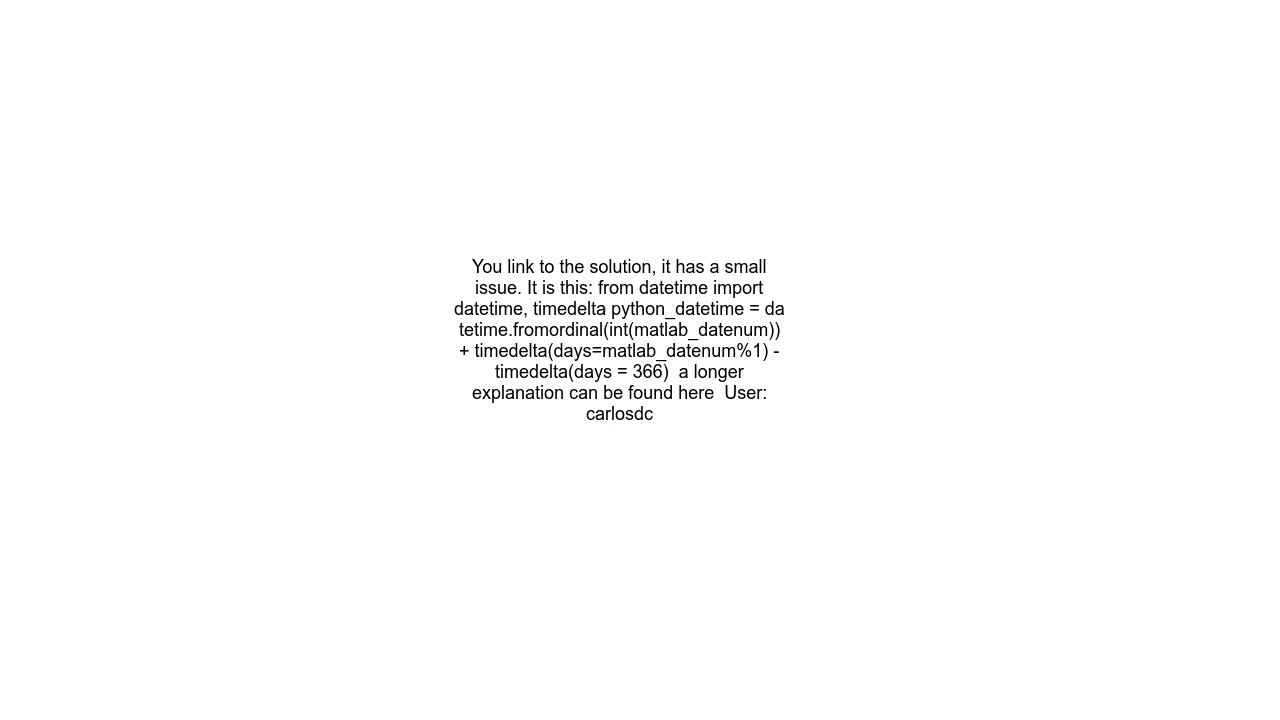 You link to the solution, it has a small
issue. It is this: from datetime import
datetime, timedelta python_datetime = da
tetime.fromordinal(int(matlab_datenum))
+ timedelta(days=matlab_datenum%1) -
timedelta(days = 366)  a longer
explanation can be found here  User:
carlosdc